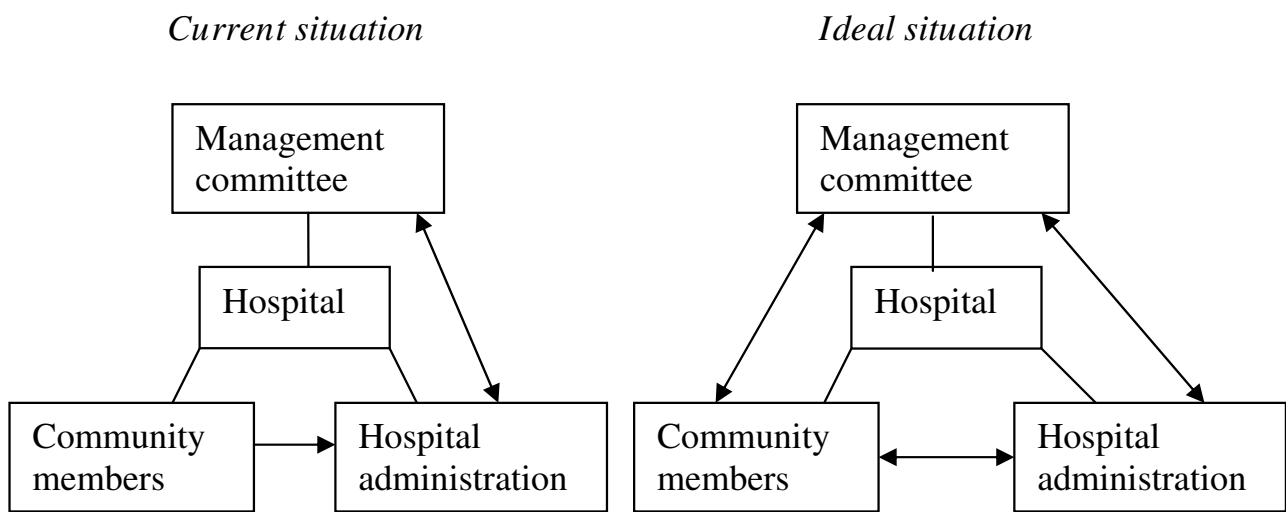 Current situation
Ideal situation
Management
committee
Hospital
Community
members
Hospital
administration
Management
committee
Hospital
Community
members
Hospital
administration